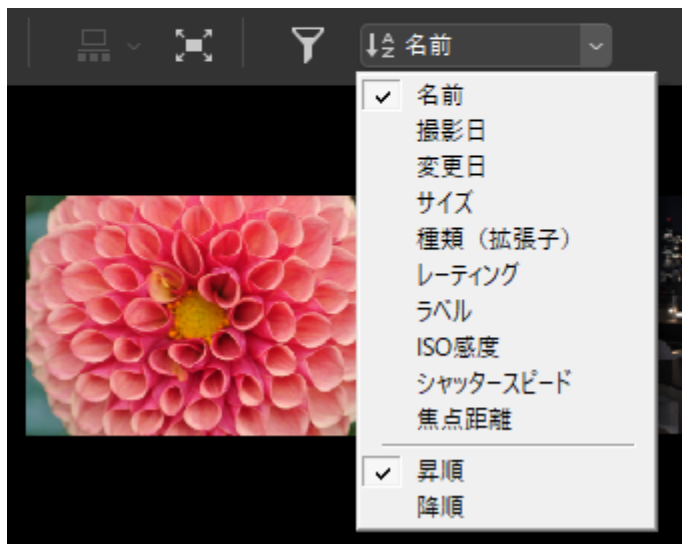 名前
名前
撮影日
変更日
サイズ
種類（拡張子）
レーティング
ラベル
ISO感度
シャッタースピード
焦点距離
昇順
降順